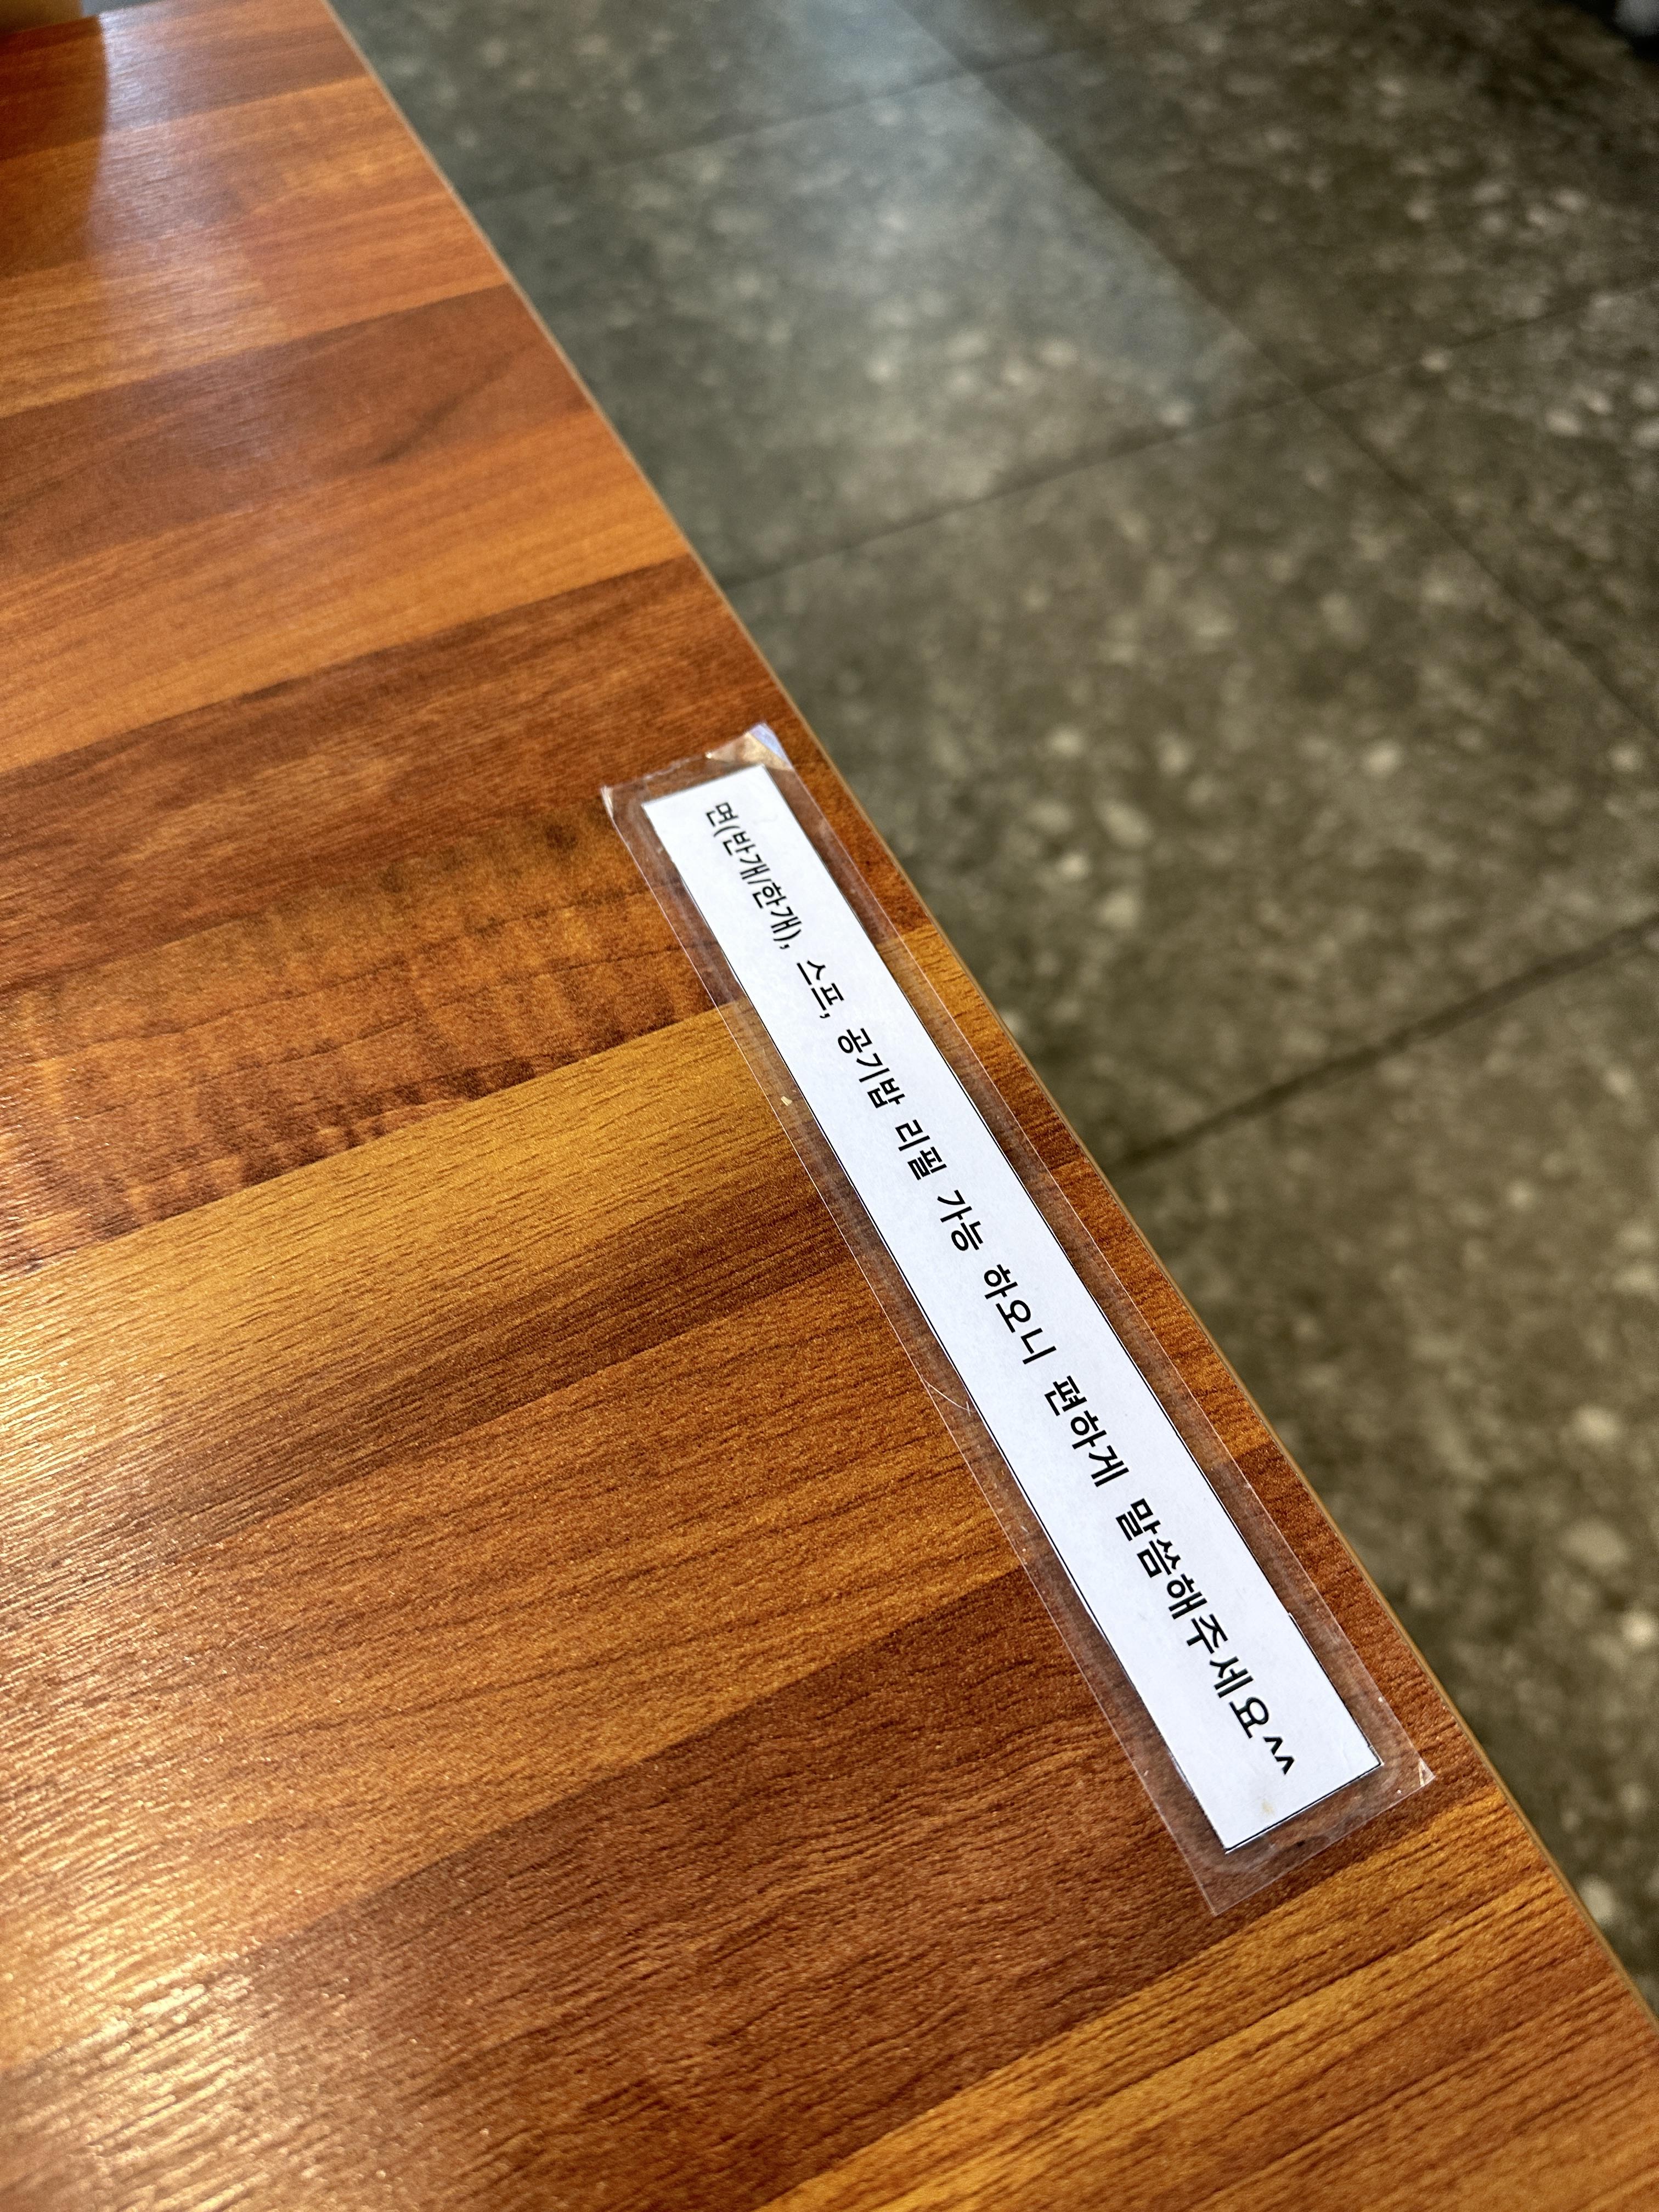 면(반개/한개), 스프, 공기밥 리필 가능 하오니 편하게 말씀해주세요^^